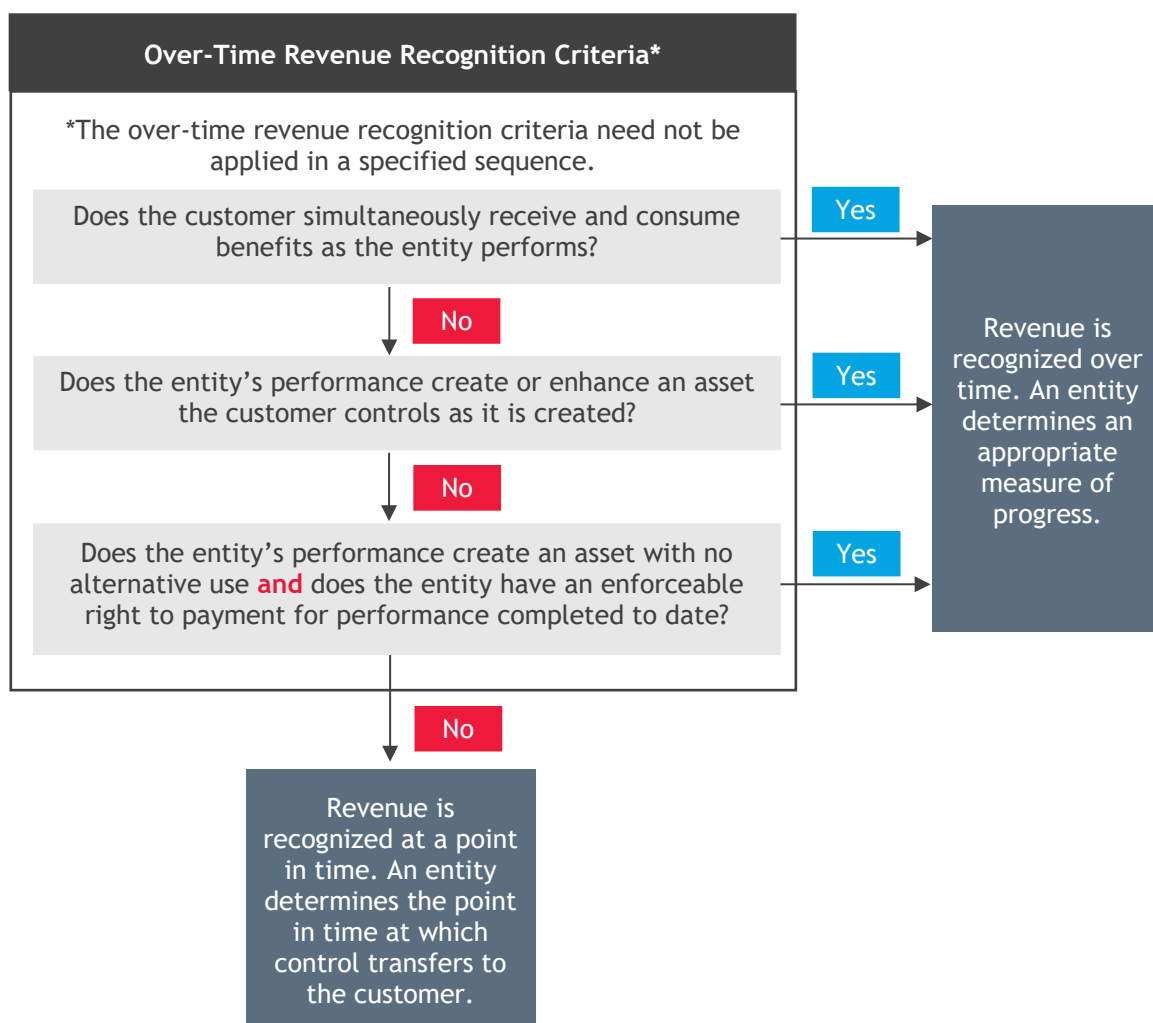 Over-Time Revenue Recognition Criteria*
*The over-time revenue recognition criteria need not be
applied in a specified sequence.
Does the customer simultaneously receive and consume
benefits as the entity performs?
Yes
No
Does the entity’s performance create or enhance an asset
the customer controls as it is created?
Yes
No
Does the entity’s performance create an asset with no
alternative use and does the entity have an enforceable
right to payment for performance completed to date?
Yes
Revenue is
recognized over
time. An entity
determines an
appropriate
measure of
progress.
No
Revenue is
recognized at a point
in time. An entity
determines the point
in time at which
control transfers to
the customer.